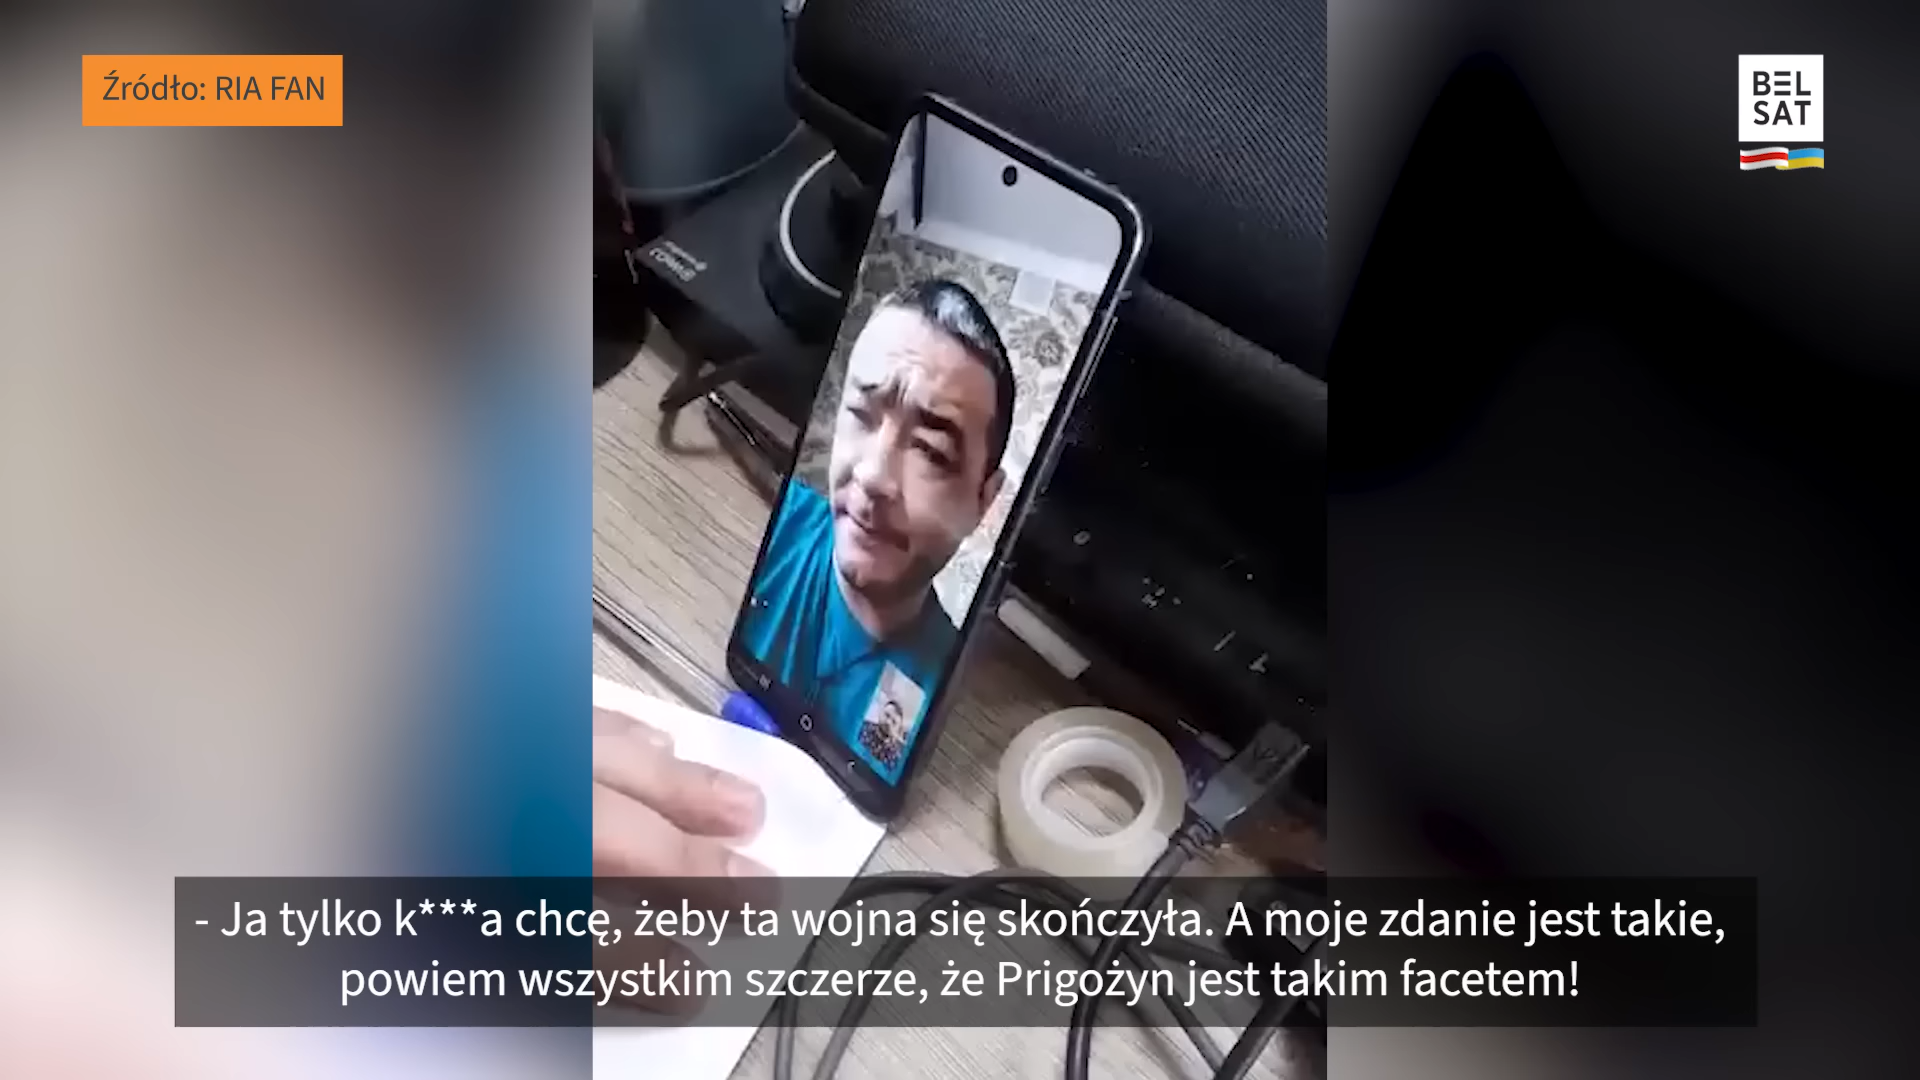 Źródło: RIA FAN
BEL
SAT
- Ja tylko k***a chcę, żeby ta wojna się skończyła. A moje zdanie jest takie,
powiem wszystkim szczerze, że Prigożyn jest takim facetem!